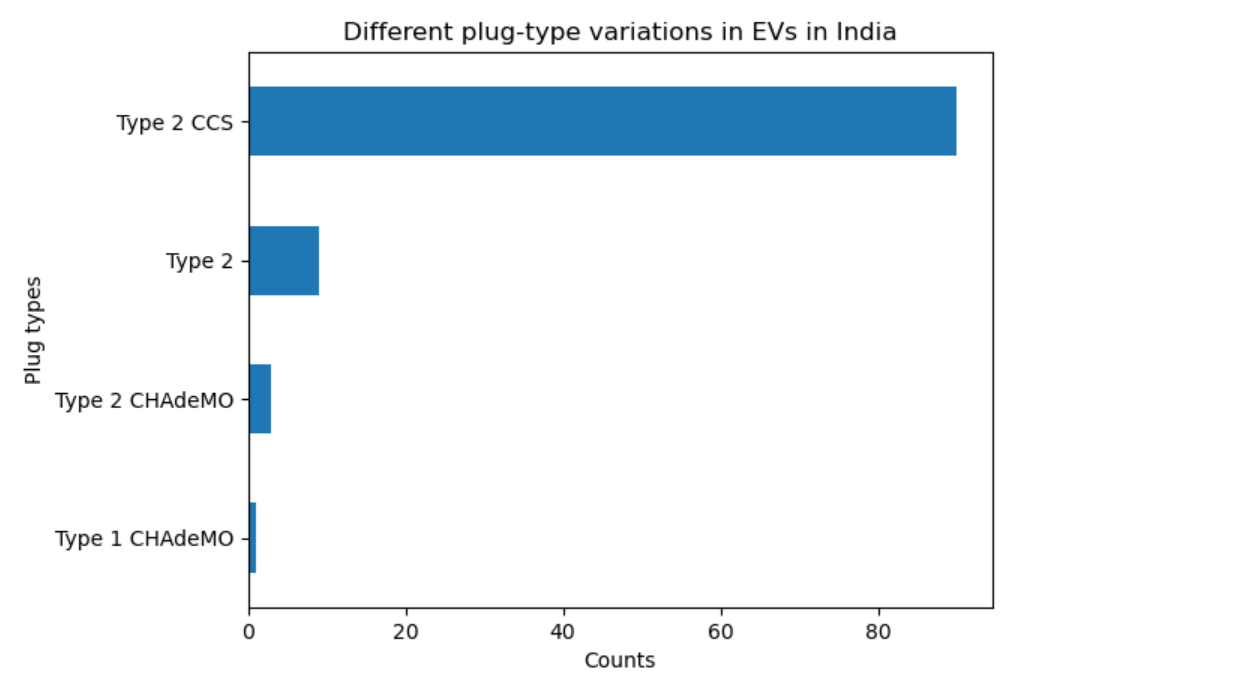 Different plug-type variations in EVs in India
Plug types
Type 2 CCS
Type 2
Type 2 CHAdeMO
Type 1 CHAdeMO
0 20 40 60 80
Counts